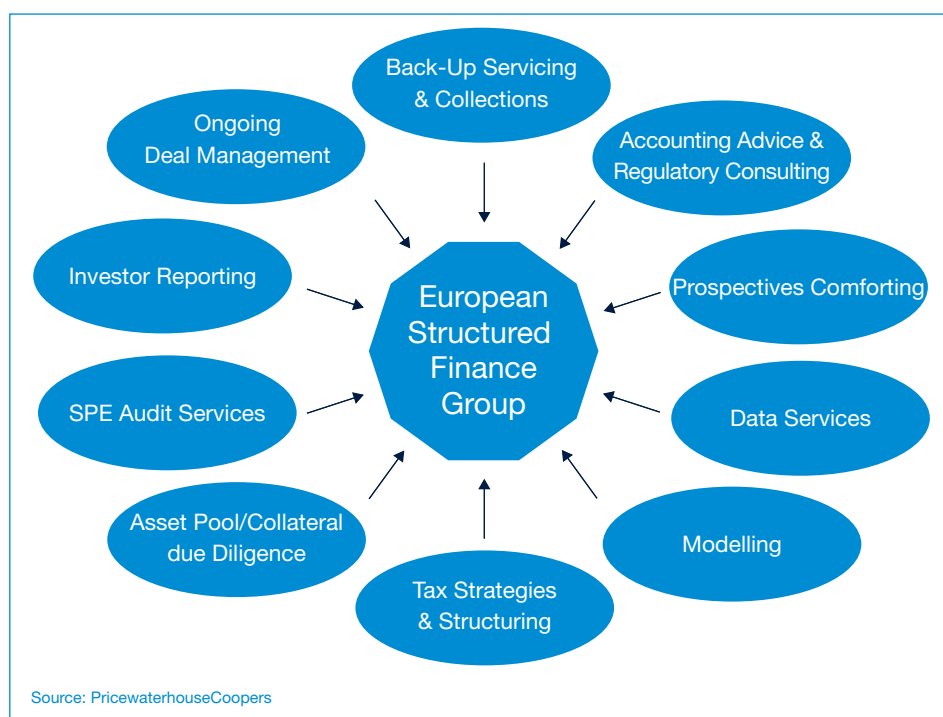 Back-Up Servicing
& Collections
Ongoing
Deal Management
Accounting Advice &
Regulatory Consulting
Investor Reporting
European
Structured
Finance
Group
Prospectives Comforting
SPE Audit Services
Data Services
Asset Pool/Collateral
due Diligence
Modelling
Tax Strategies
& Structuring
Source: PricewaterhouseCoopers